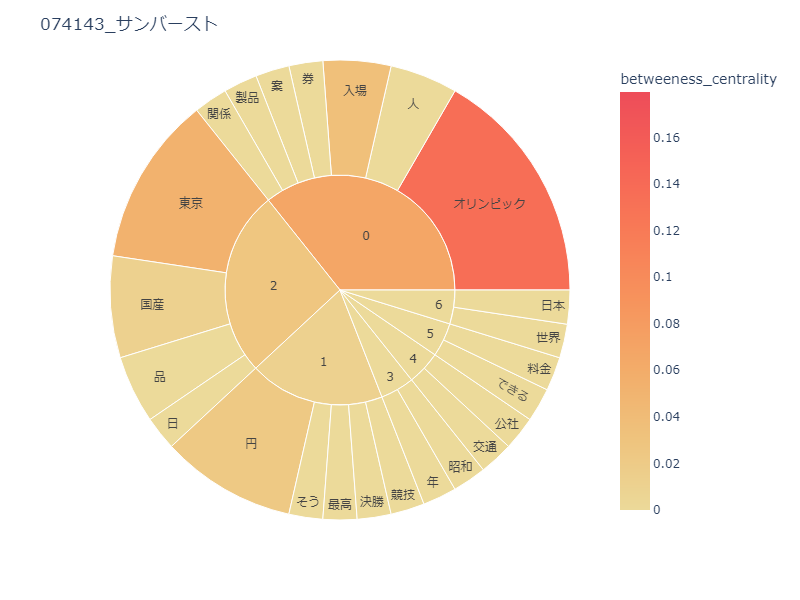 074143_サンバースト
betweeness_centrality
0.16
0.14
0.12
0.1
0.08
0.06
0.04
0.02
0
0
オリンピック
人
入場
券
案
製品
関係
2
東京
国産
品
日
1
円
そう
最高
決勝
競技
3
年
昭和
4
交通
公社
5
できる
料金
6
世界
日本